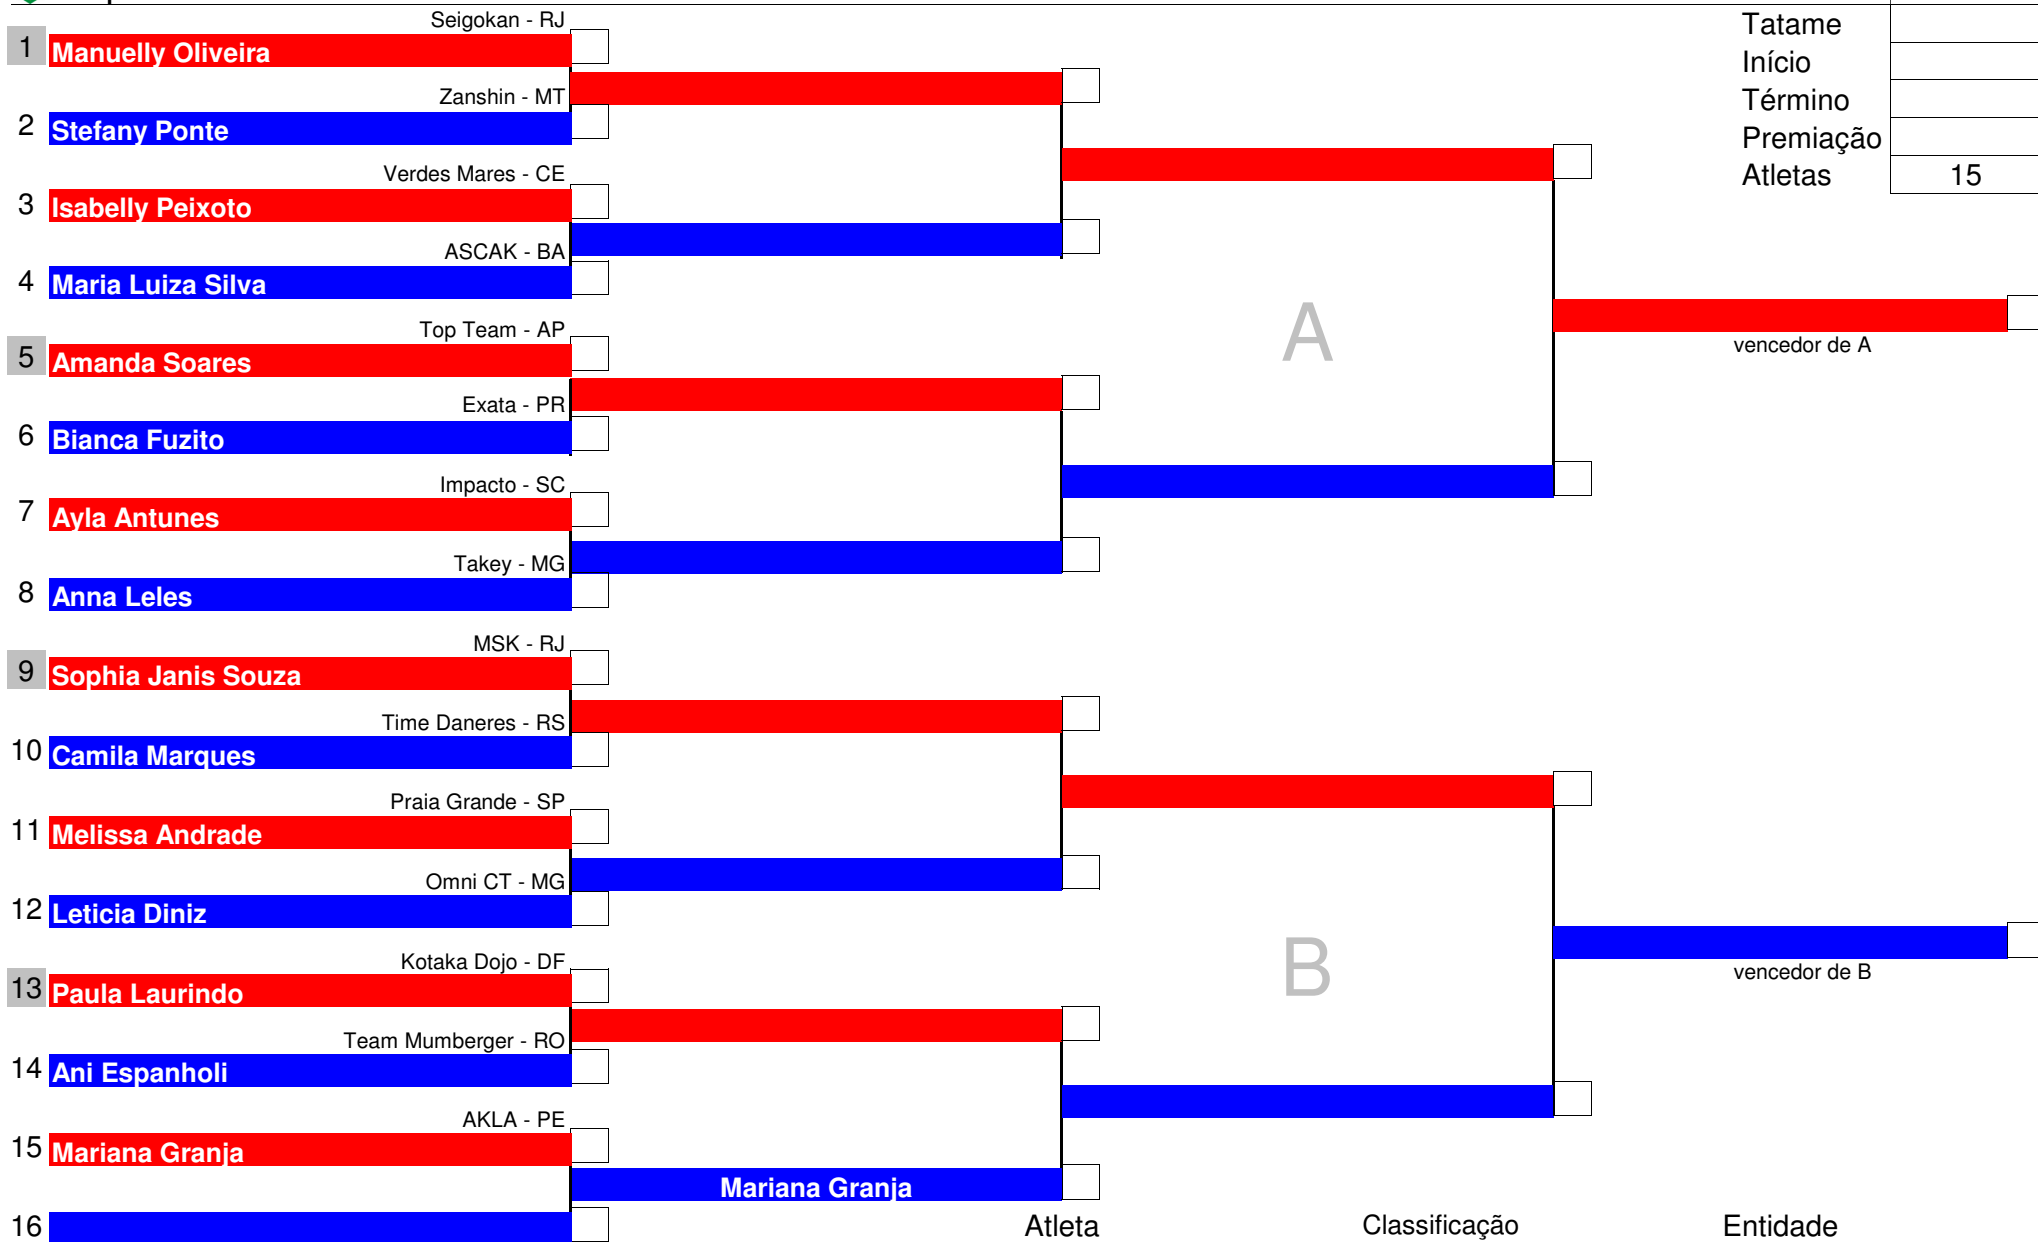 Seigokan - RJ
1 Manuelly Oliveira
Zanshin - MT
2 Stefany Ponte
Verdes Mares - CE
3 Isabelly Peixoto
ASCAK - BA
4 Maria Luiza Silva
Top Team - AP
5 Amanda Soares
Exata - PR
6 Bianca Fuzito
Impacto - SC
7 Ayla Antunes
Takey - MG
8 Anna Leles
MSK - RJ
9 Sophia Janis Souza
Time Daneres - RS
10 Camila Marques
Praia Grande - SP
11 Melissa Andrade
Omni CT - MG
12 Leticia Diniz
Kotaka Dojo - DF
13 Paula Laurindo
Team Mumberger - RO
14 Ani Espanholi
AKLA - PE
15 Mariana Granja
16
Mariana Granja
A
B
Tatame
Início
Término
Premiação
Atletas 15
vencedor de A
vencedor de B
Atleta Classificação Entidade